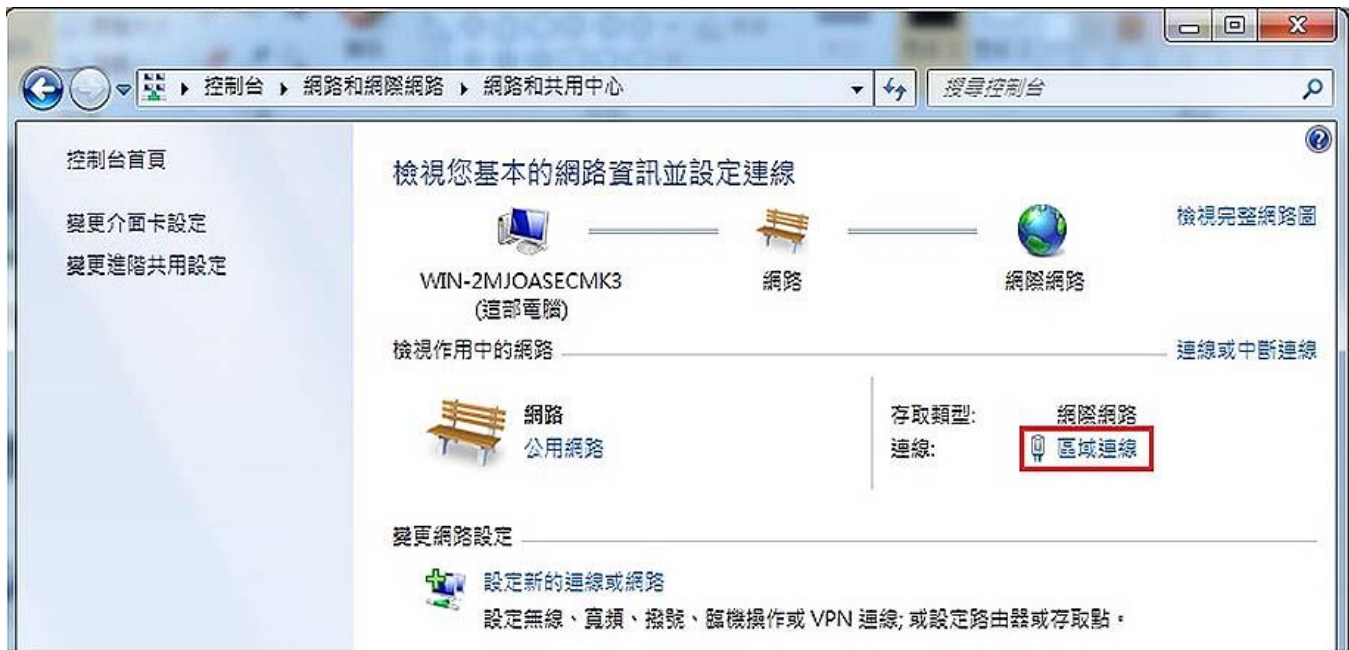 控制台 ▸ 網路和網際網路 ▸ 網路和共用中心
搜尋控制台
控制台首頁
變更介面卡設定
變更進階共用設定
檢視您基本的網路資訊並設定連線
檢視完整網路圖
WIN-2MJOASECMK3
(這部電腦)
網路
網際網路
檢視作用中的網路
連線或中斷連線
網路
公用網路
存取類型: 網際網路
連線: 區域連線
變更網路設定
設定新的連線或網路
設定無線、寬頻、撥號、臨機操作或 VPN 連線; 或設定路由器或存取點。